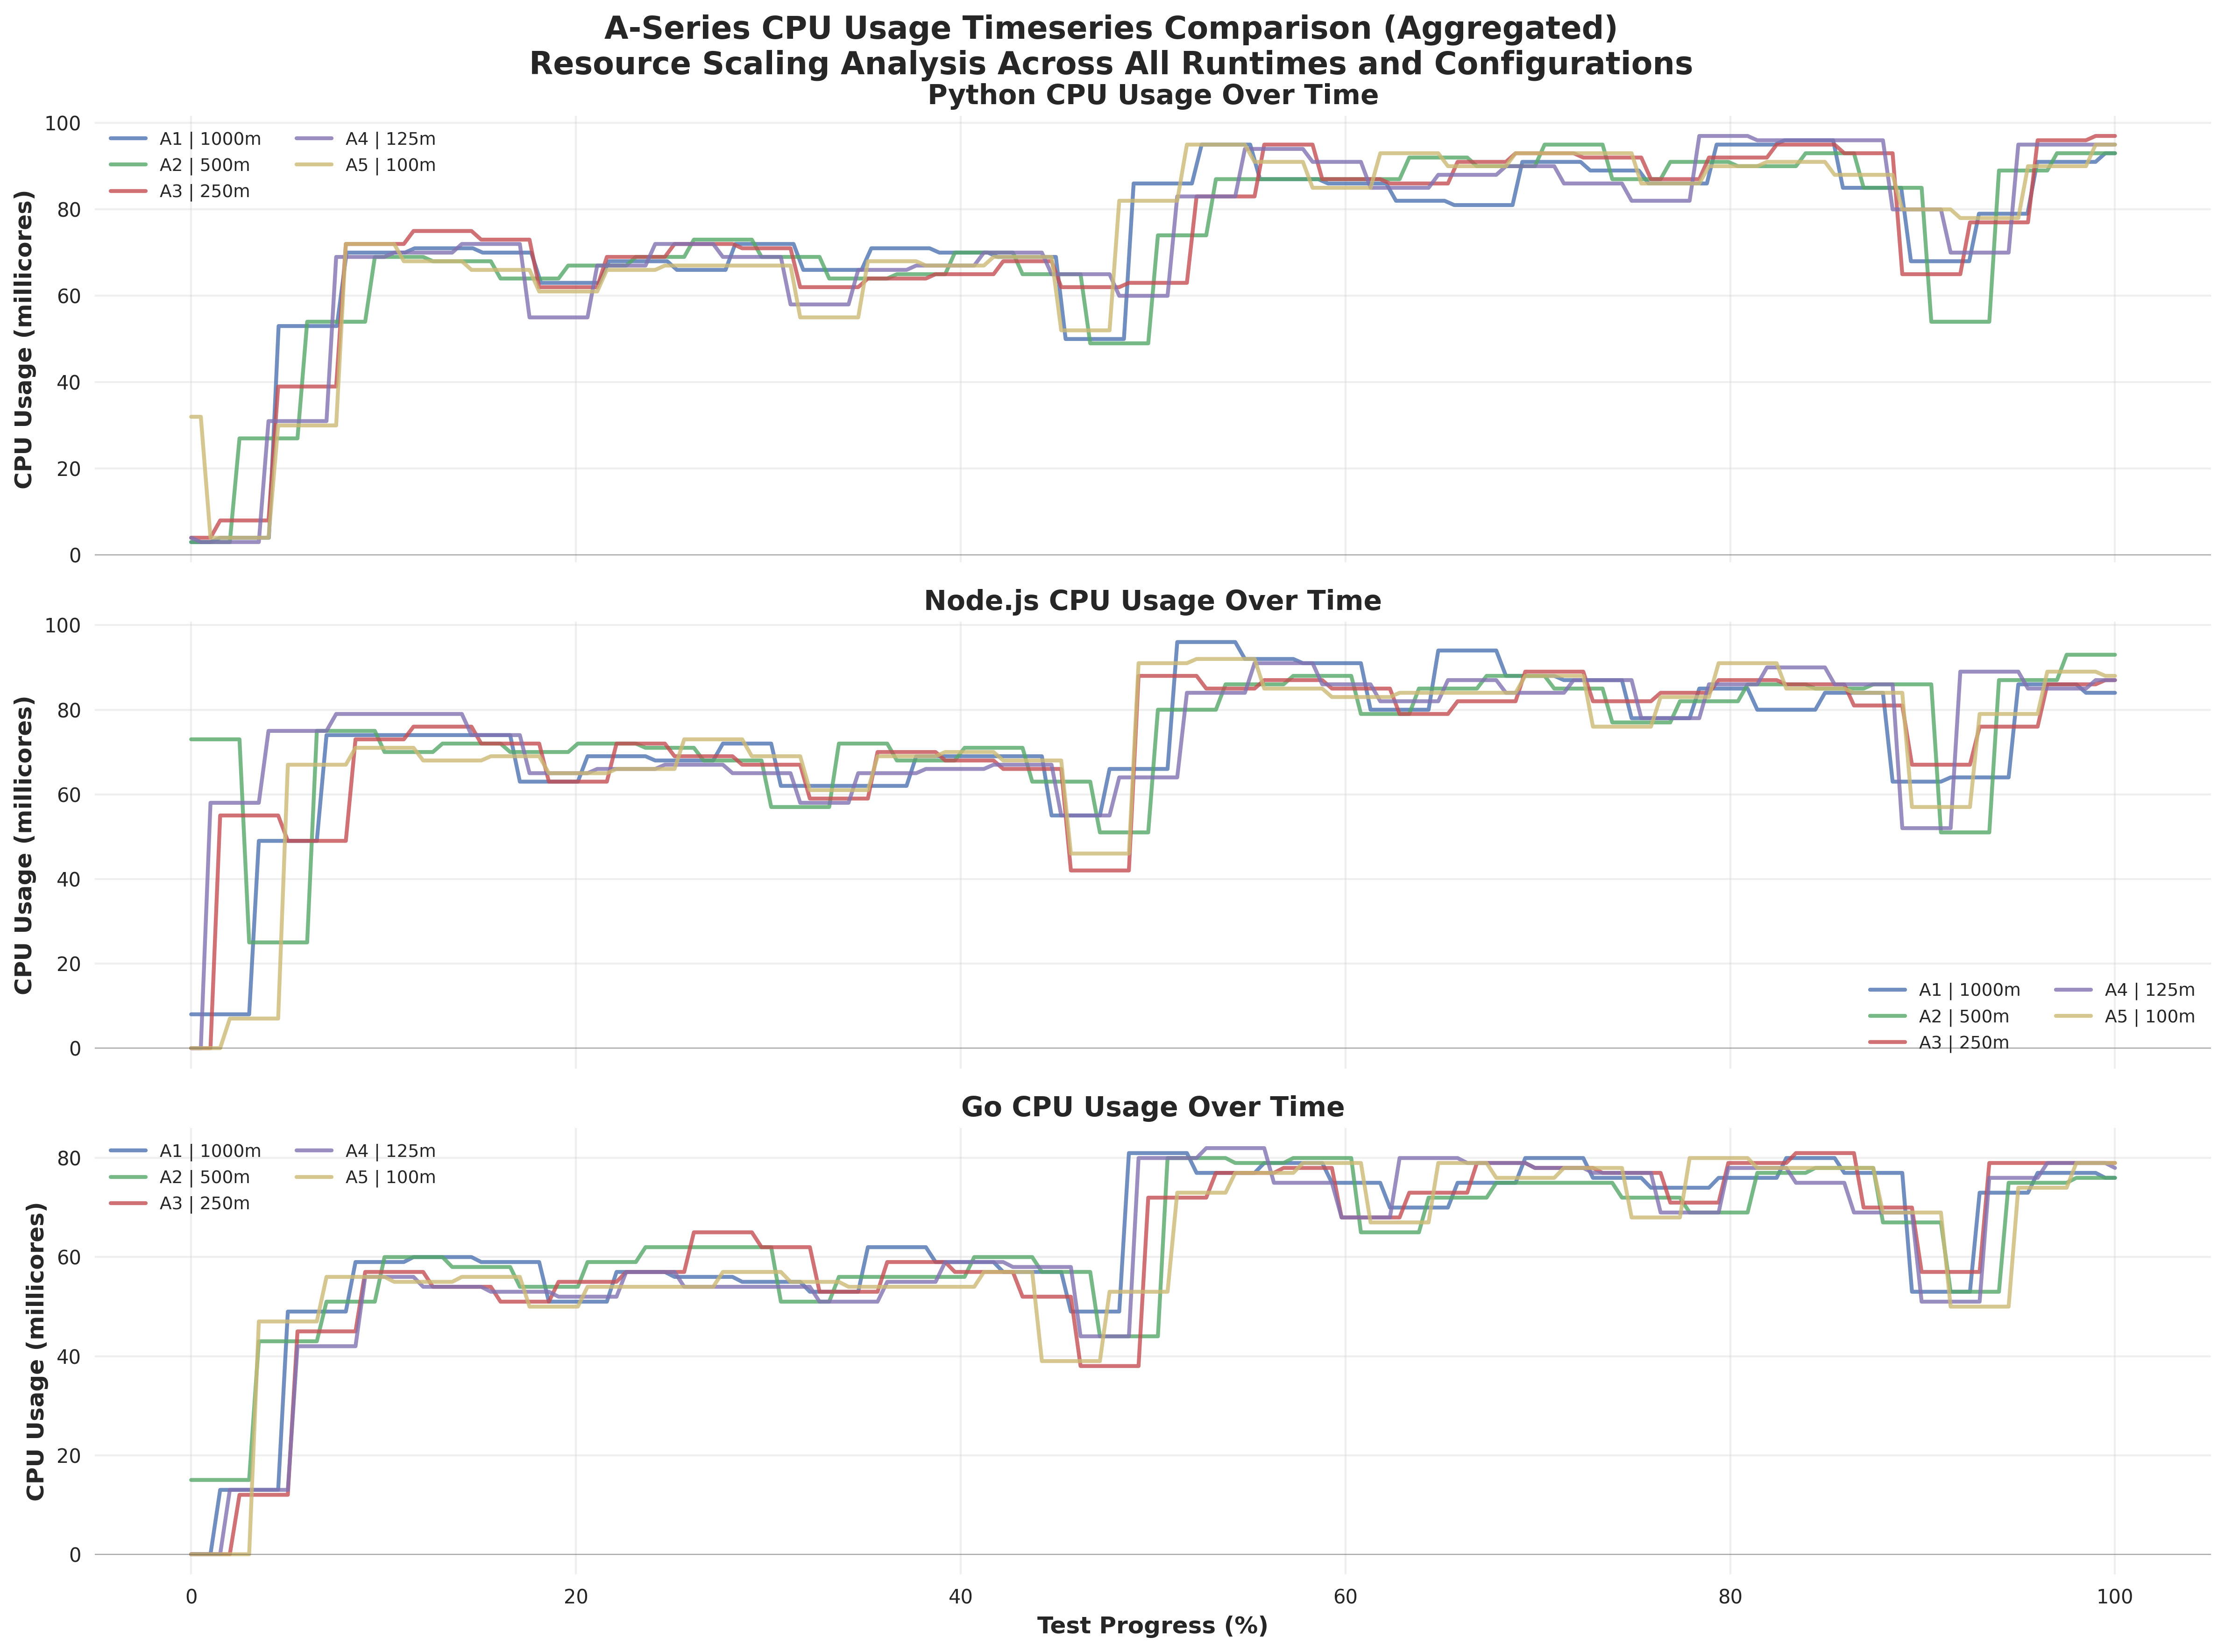 A-Series CPU Usage Timeseries Comparison (Aggregated)
Resource Scaling Analysis Across All Runtimes and Configurations
Python CPU Usage Over Time
CPU Usage (millicores)
100
80
60
40
20
0
A1 | 1000m
A2 | 500m
A3 | 250m
A4 | 125m
A5 | 100m
Node.js CPU Usage Over Time
CPU Usage (millicores)
100
80
60
40
20
0
A1 | 1000m
A2 | 500m
A3 | 250m
A4 | 125m
A5 | 100m
Go CPU Usage Over Time
CPU Usage (millicores)
80
60
40
20
0
A1 | 1000m
A2 | 500m
A3 | 250m
A4 | 125m
A5 | 100m
0 20 40 60 80 100
Test Progress (%)